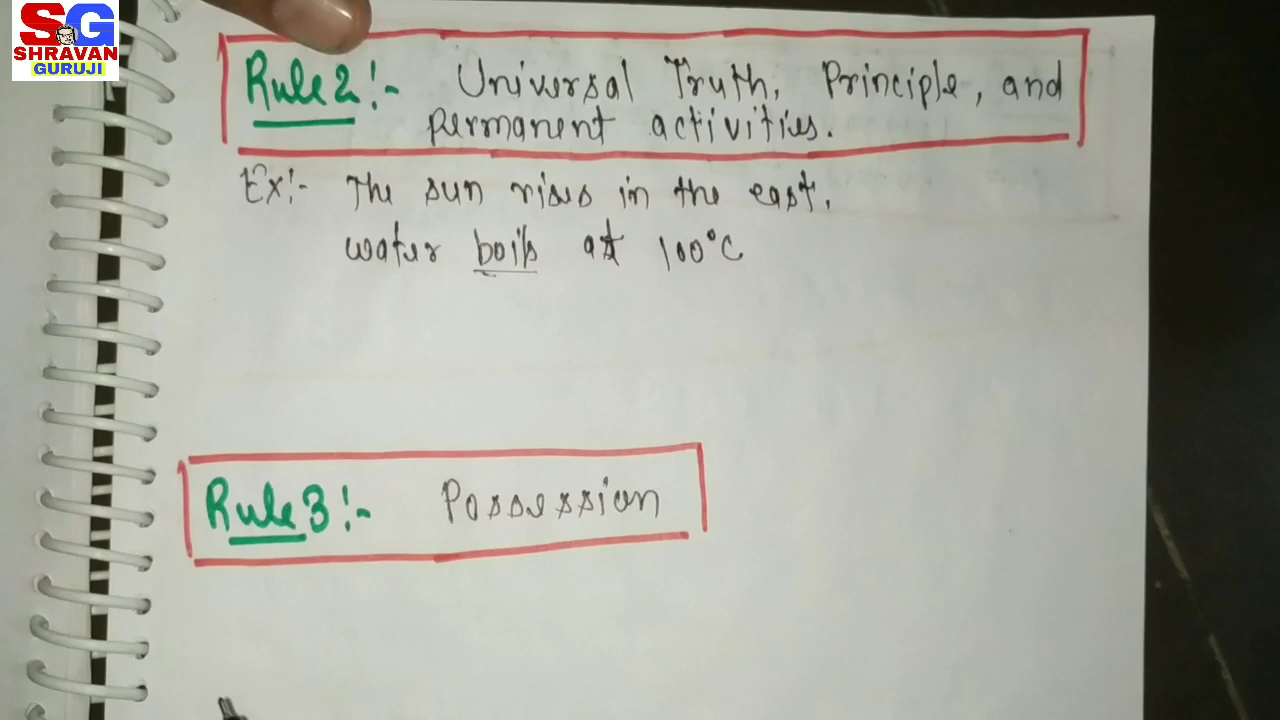 SG
SHRAVAN
GURUJI
Rule 2:- Universal Truth, Principle, and
permanent activities.
Ex:- The sun rises in the east.
water boils at 100°C
Rule 3:- Possession